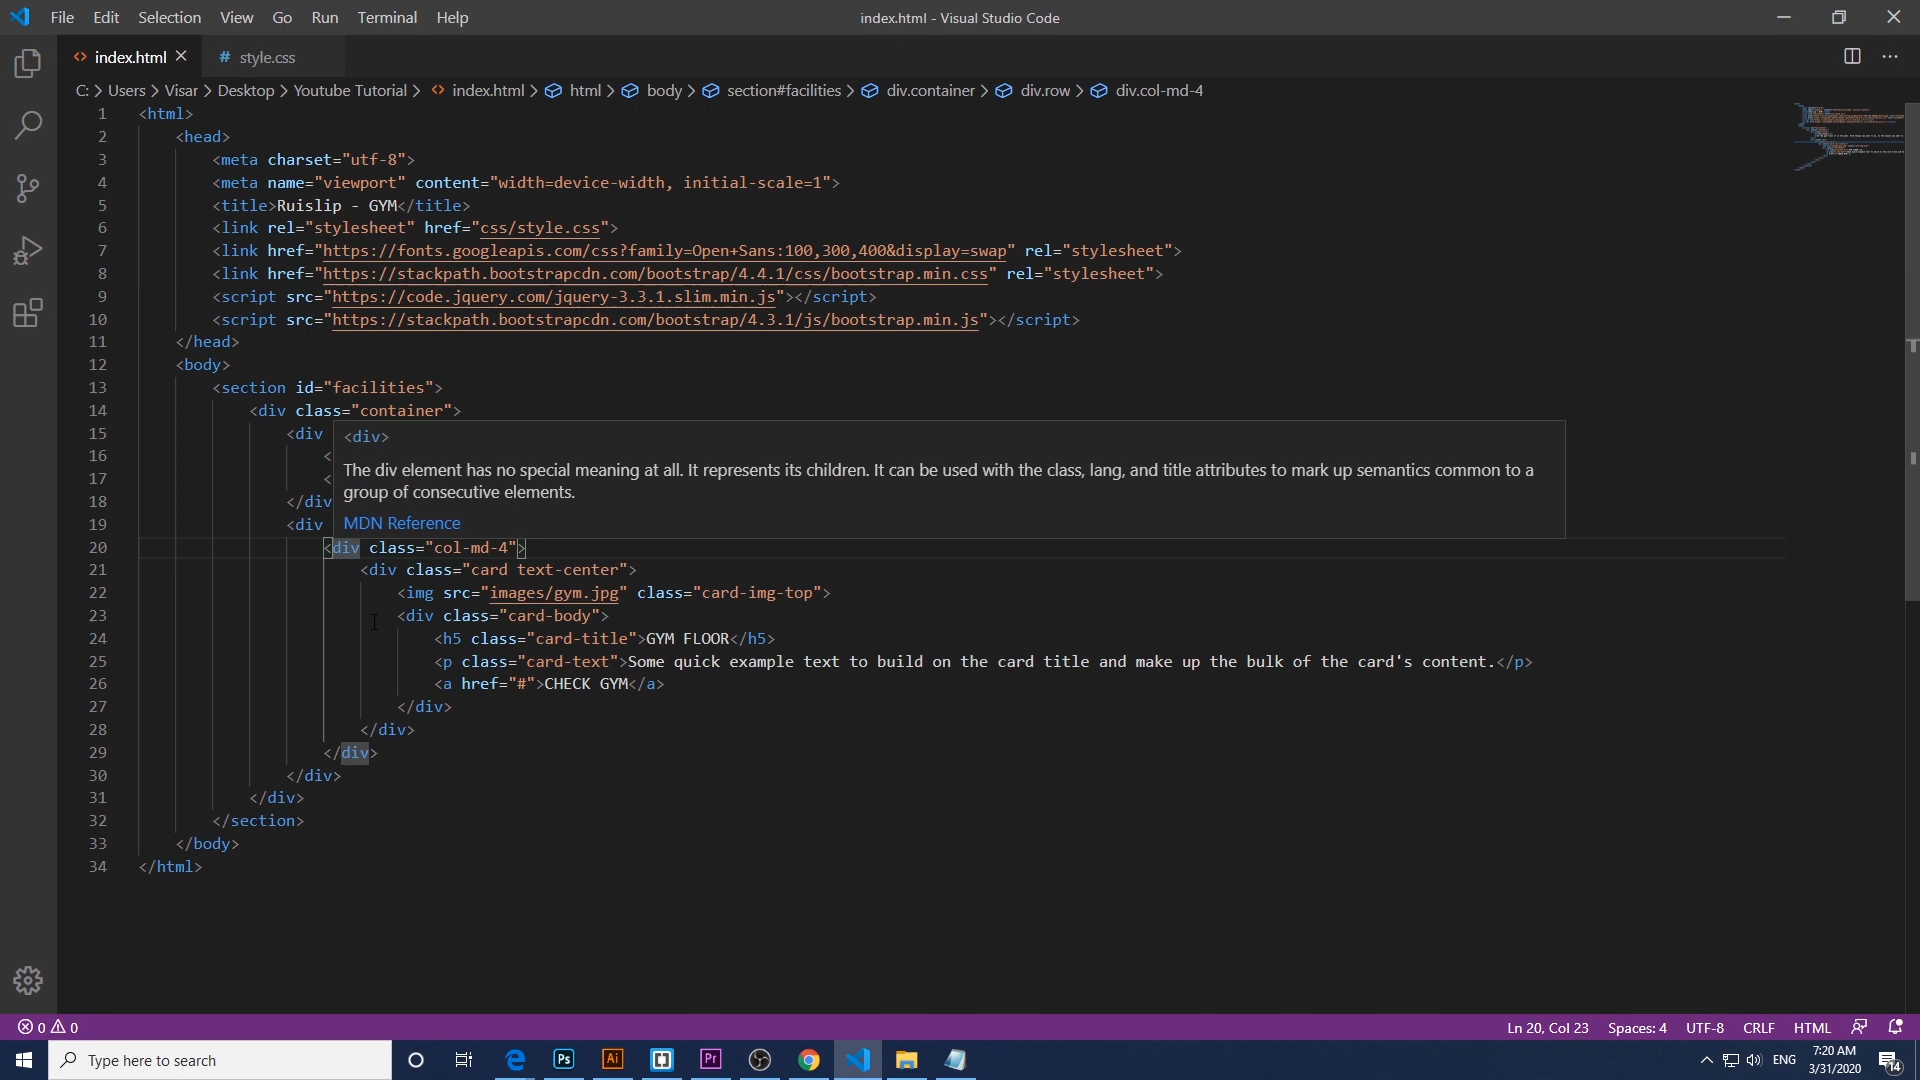 File Edit Selection View Go Run Terminal Help index.html - Visual Studio Code
index.html # style.css
C: > Users > Visar > Desktop > Youtube Tutorial > index.html > html > body > section#facilities > div.container > div.row > div.col-md-4
1 <html>
2 <head>
3 <meta charset="utf-8">
4 <meta name="viewport" content="width=device-width, initial-scale=1">
5 <title>Ruislip - GYM</title>
6 <link rel="stylesheet" href="css/style.css">
7 <link href="https://fonts.googleapis.com/css?family=Open+Sans:100,300,400&display=swap" rel="stylesheet">
8 <link href="https://stackpath.bootstrapcdn.com/bootstrap/4.4.1/css/bootstrap.min.css" rel="stylesheet">
9 <script src="https://code.jquery.com/jquery-3.3.1.slim.min.js"></script>
10 <script src="https://stackpath.bootstrapcdn.com/bootstrap/4.3.1/js/bootstrap.min.js"></script>
11 </head>
12 <body>
13 <section id="facilities">
14 <div class="container">
15 <div
<div>
16 <
The div element has no special meaning at all. It represents its children. It can be used with the class, lang, and title attributes to mark up semantics common to a
17 <
group of consecutive elements.
18 </div
19 <div
MDN Reference
20 <div class="col-md-4">
21 <div class="card text-center">
22 <img src="images/gym.jpg" class="card-img-top">
23 <div class="card-body">
24 <h5 class="card-title">GYM FLOOR</h5>
25 <p class="card-text">Some quick example text to build on the card title and make up the bulk of the card's content.</p>
26 <a href="#">CHECK GYM</a>
27 </div>
28 </div>
29 </div>
30 </div>
31 </div>
32 </section>
33 </body>
34 </html>
0 0 Ln 20, Col 23 Spaces: 4 UTF-8 CRLF HTML
Type here to search Ps Ai Pr ENG 7:20 AM
3/31/2020 14